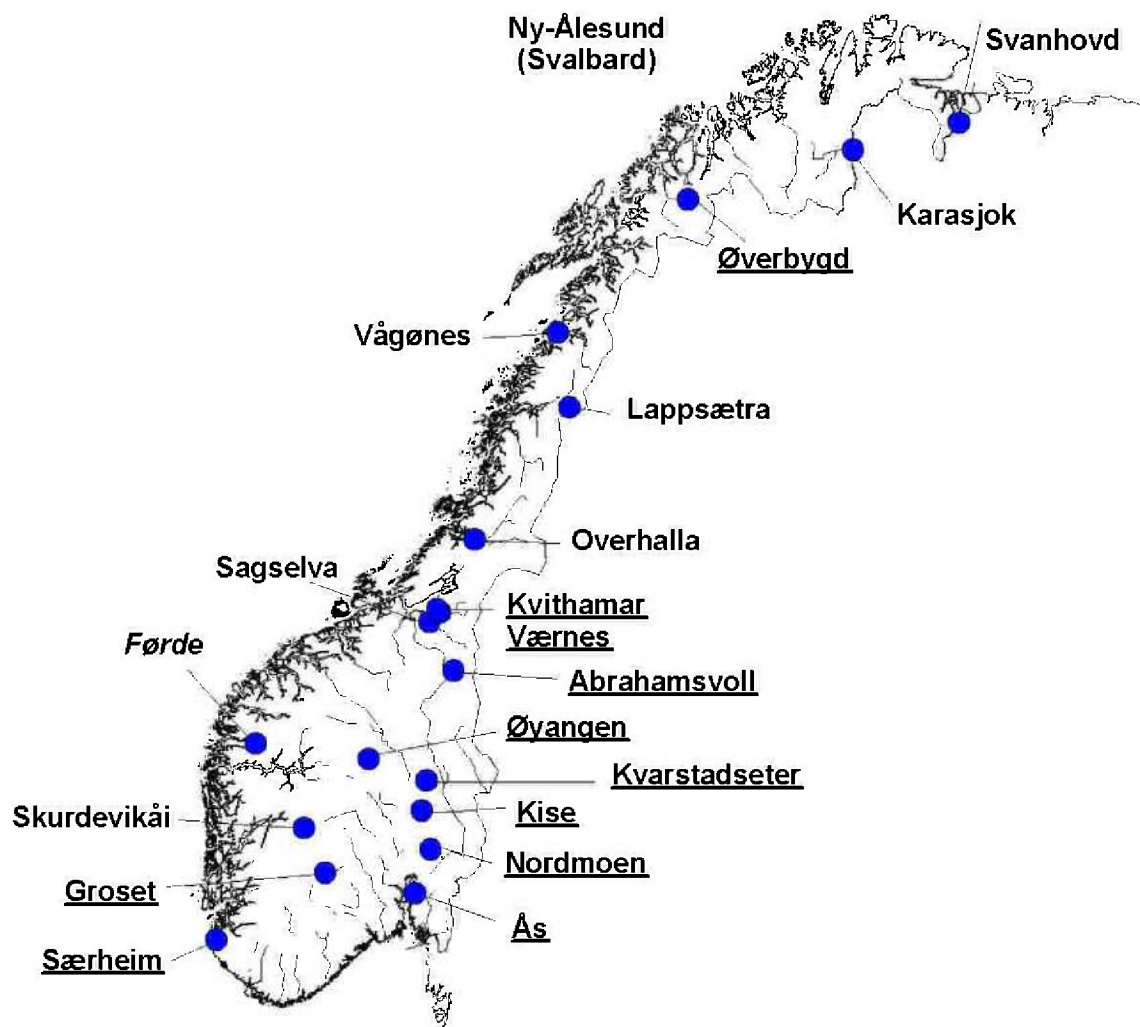 Ny-Ålesund
(Svalbard)
Svanhovd
Karasjok
Øverbygd
Vågønes
Lappsætra
Overhalla
Sagselva
Kvithamar
Værnes
Førde
Abrahamsvoll
Øyangen
Kvarstadseter
Skurdevikåi
Kise
Nordmoen
Groset
Ås
Særheim